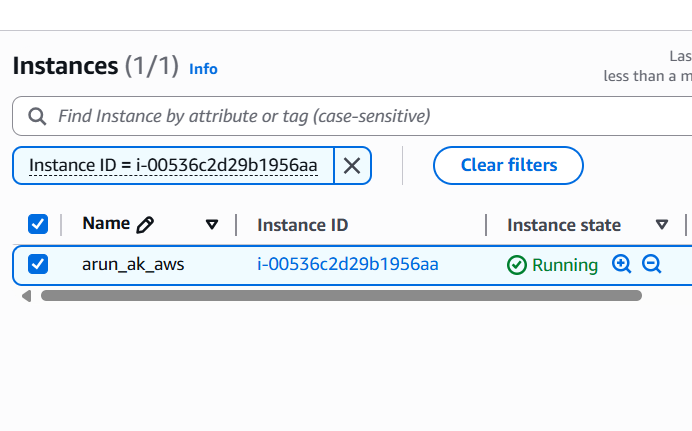 Instances (1/1) Info
Las
less than a m
Find Instance by attribute or tag (case-sensitive)
Instance ID = i-00536c2d29b1956aa
Clear filters
Name Instance ID Instance state
arun_ak_aws i-00536c2d29b1956aa Running